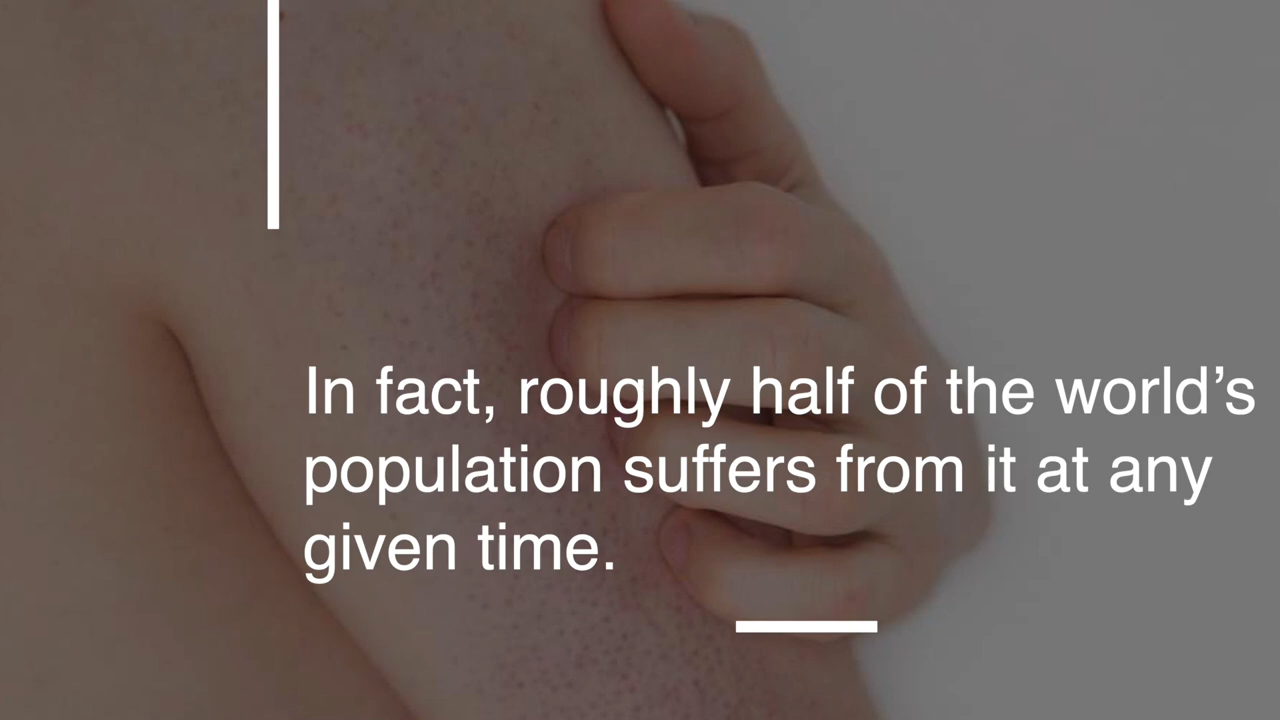 In fact, roughly half of the world’s
population suffers from it at any
given time.